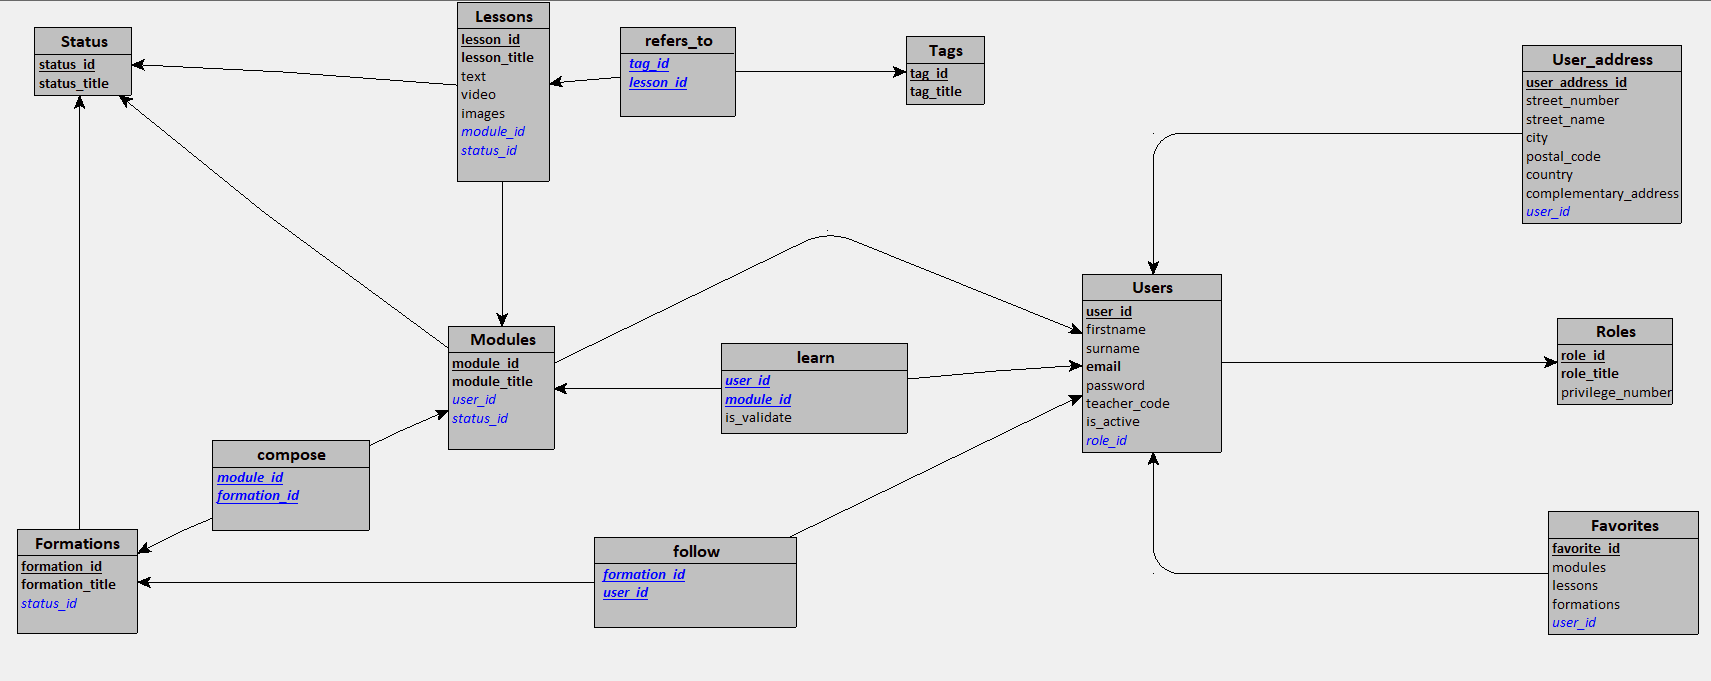 Status
status_id
status_title
Lessons
lesson_id
lesson_title
text
video
images
module_id
status_id
refers_to
tag_id
lesson_id
Tags
tag_id
tag_title
User_address
user_address_id
street_number
street_name
city
postal_code
country
complementary_address
user_id
Modules
module_id
module_title
user_id
status_id
learn
user_id
module_id
is_validate
Users
user_id
firstname
surname
email
password
teacher_code
is_active
role_id
Roles
role_id
role_title
privilege_number
compose
module_id
formation_id
Formations
formation_id
formation_title
status_id
follow
formation_id
user_id
Favorites
favorite_id
modules
lessons
formations
user_id